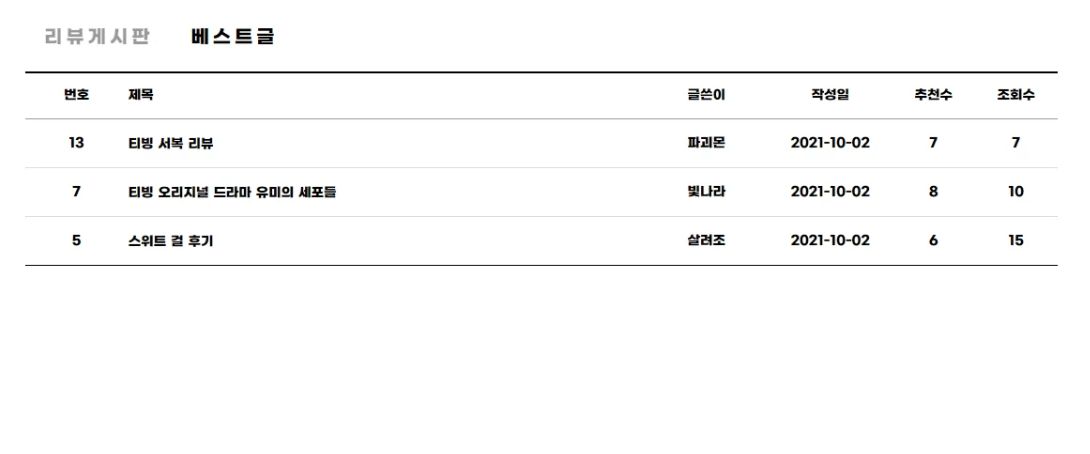 리뷰게시판 베스트글
번호 제목 글쓴이 작성일 추천수 조회수
13 티빙 서복 리뷰 파괴몬 2021-10-02 7 7
7 티빙 오리지널 드라마 유미의 세포들 빛나라 2021-10-02 8 10
5 스위트 걸 후기 살려조 2021-10-02 6 15